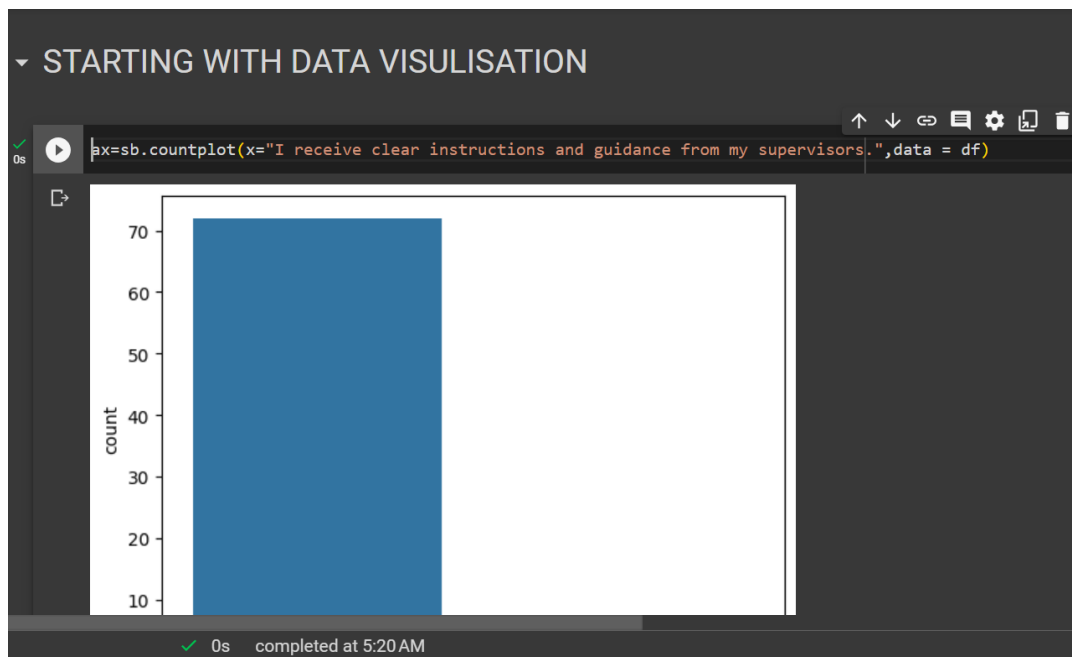 STARTING WITH DATA VISULISATION
0s
ax=sb.countplot(x="I receive clear instructions and guidance from my supervisors.",data = df)
70
60
50
40
30
20
10
count
0s completed at 5:20 AM